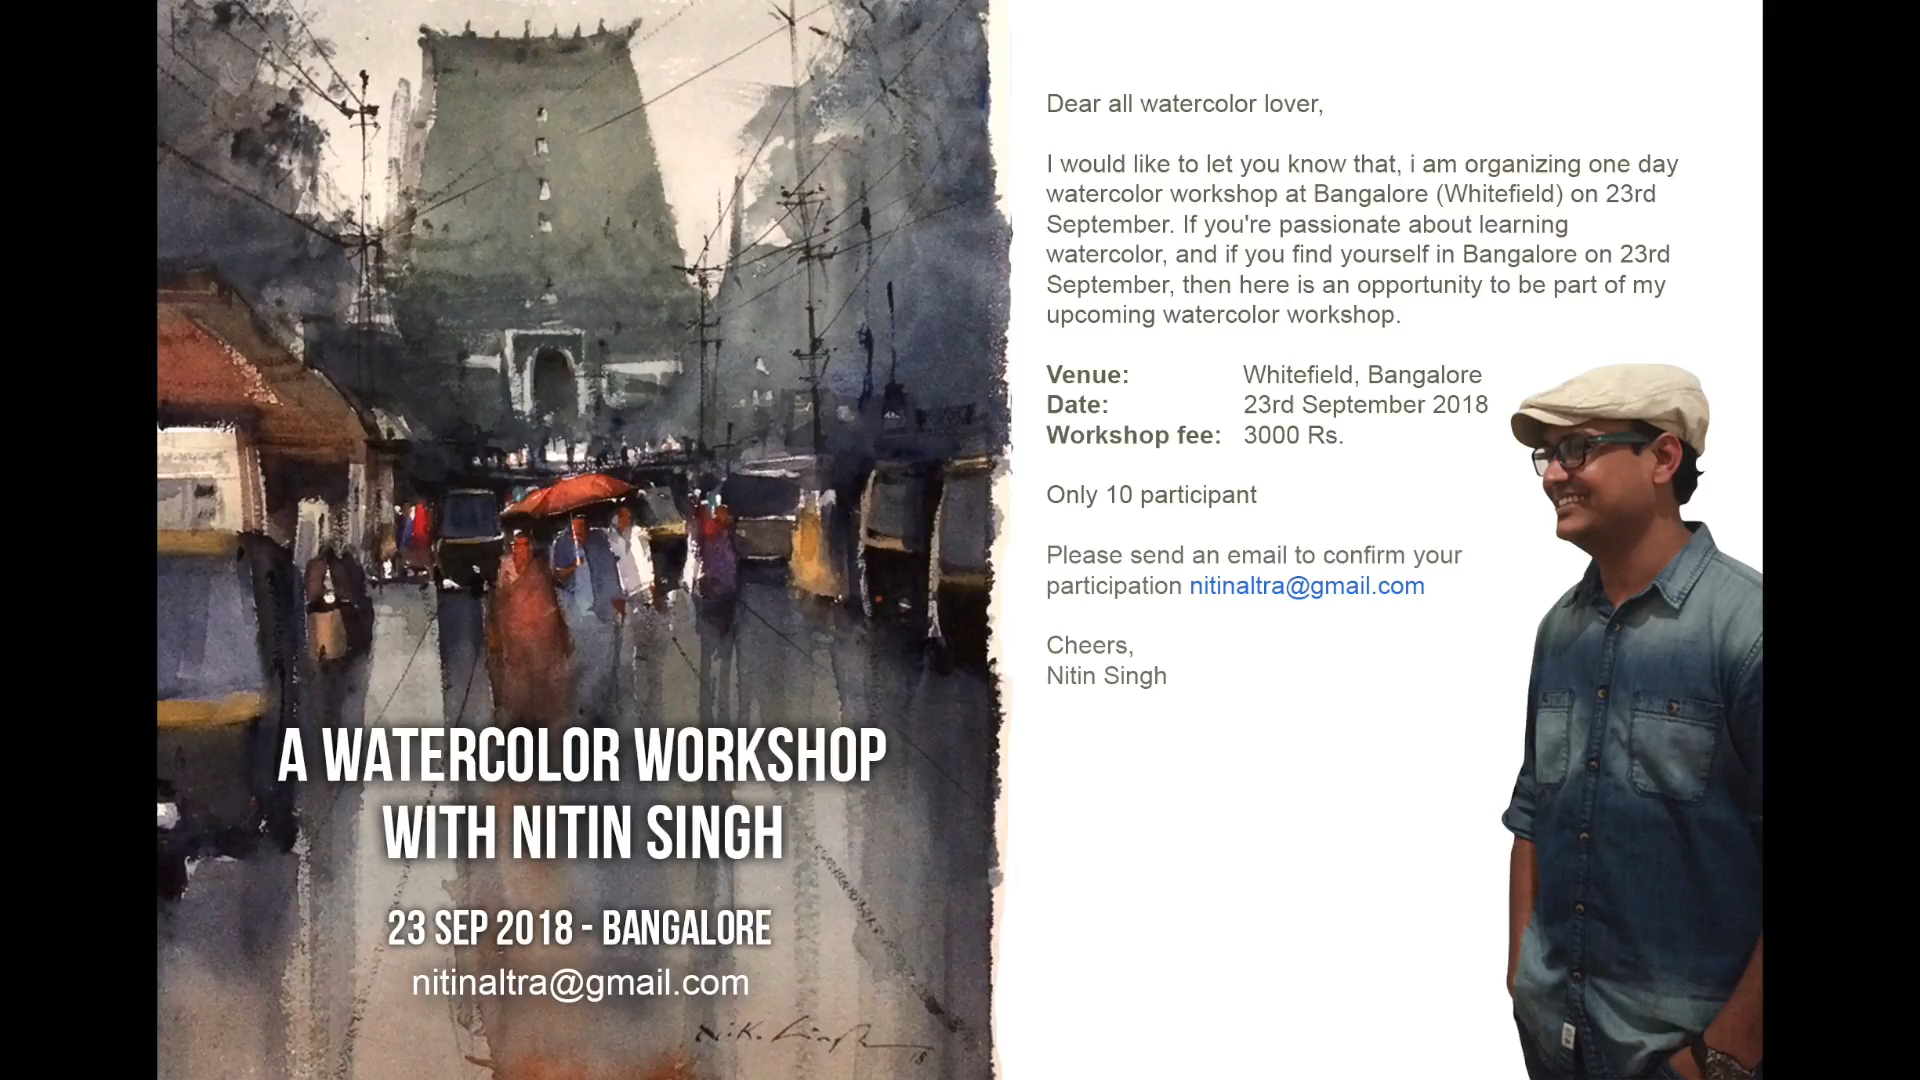 A WATERCOLOR WORKSHOP
WITH NITIN SINGH
23 SEP 2018 - BANGALORE
nitinaltra@gmail.com
Dear all watercolor lover,
I would like to let you know that, i am organizing one day
watercolor workshop at Bangalore (Whitefield) on 23rd
September. If you're passionate about learning
watercolor, and if you find yourself in Bangalore on 23rd
September, then here is an opportunity to be part of my
upcoming watercolor workshop.
Venue: Whitefield, Bangalore
Date: 23rd September 2018
Workshop fee: 3000 Rs.
Only 10 participant
Please send an email to confirm your
participation nitinaltra@gmail.com
Cheers,
Nitin Singh